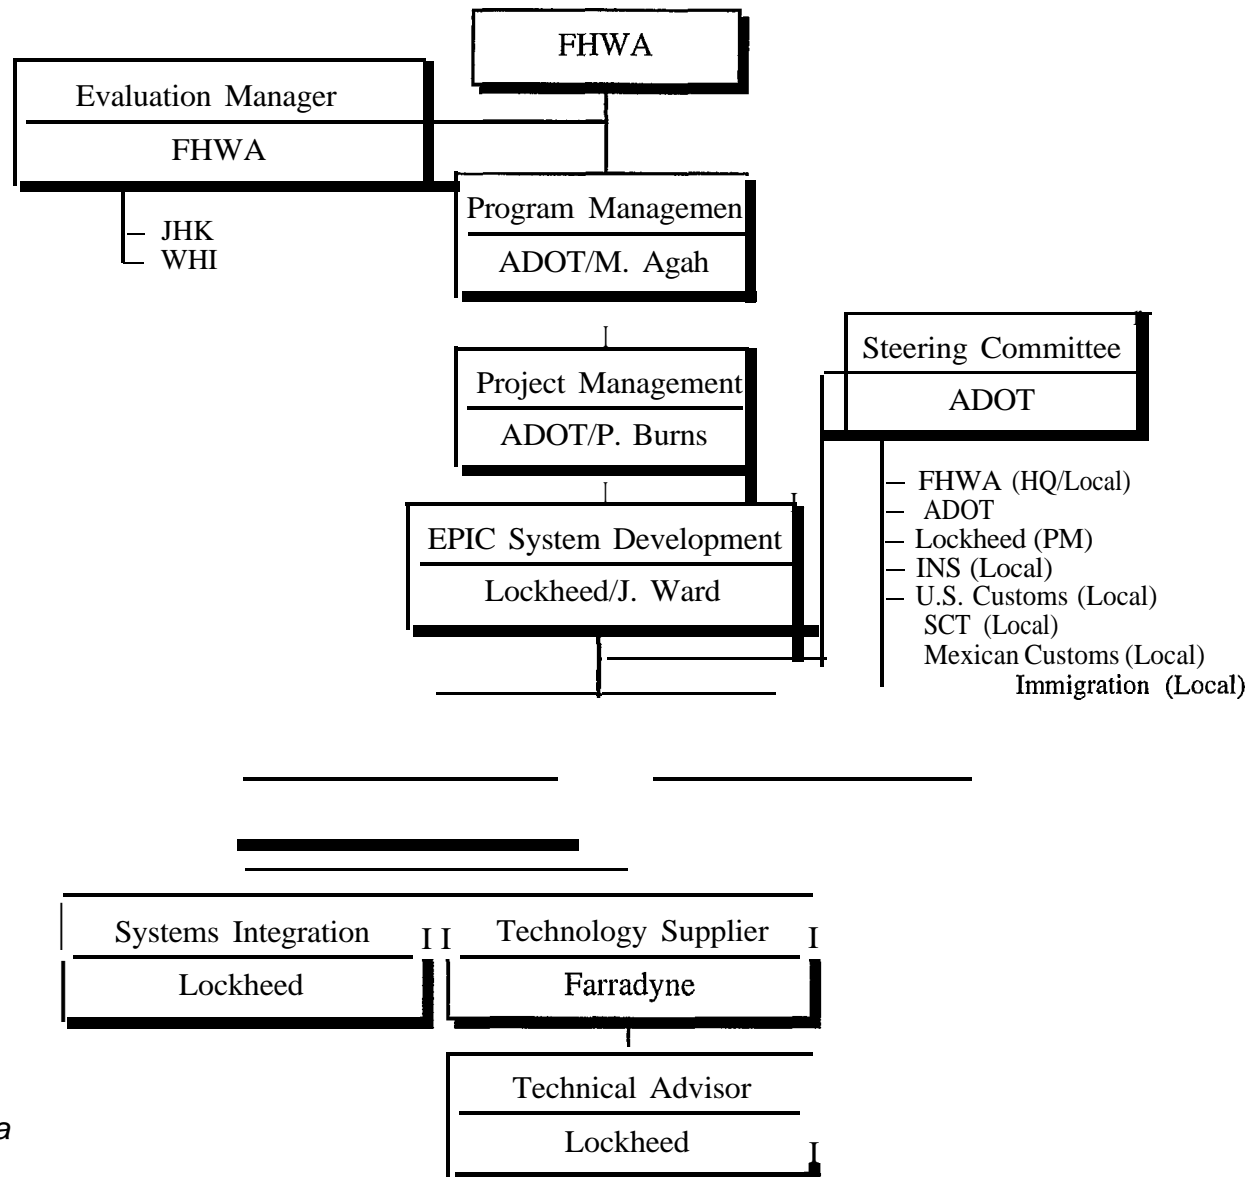 FHWA
Evaluation Manager
FHWA
JHK
WHI
Program Managemen
ADOT/M. Agah
Project Management
ADOT/P. Burns
Steering Committee
ADOT
FHWA (HQ/Local)
ADOT
Lockheed (PM)
INS (Local)
U.S. Customs (Local)
SCT (Local)
Mexican Customs (Local)
Immigration (Local)
EPIC System Development
Lockheed/J. Ward
Systems Integration
Lockheed
Technology Supplier
Farradyne
Technical Advisor
Lockheed
a